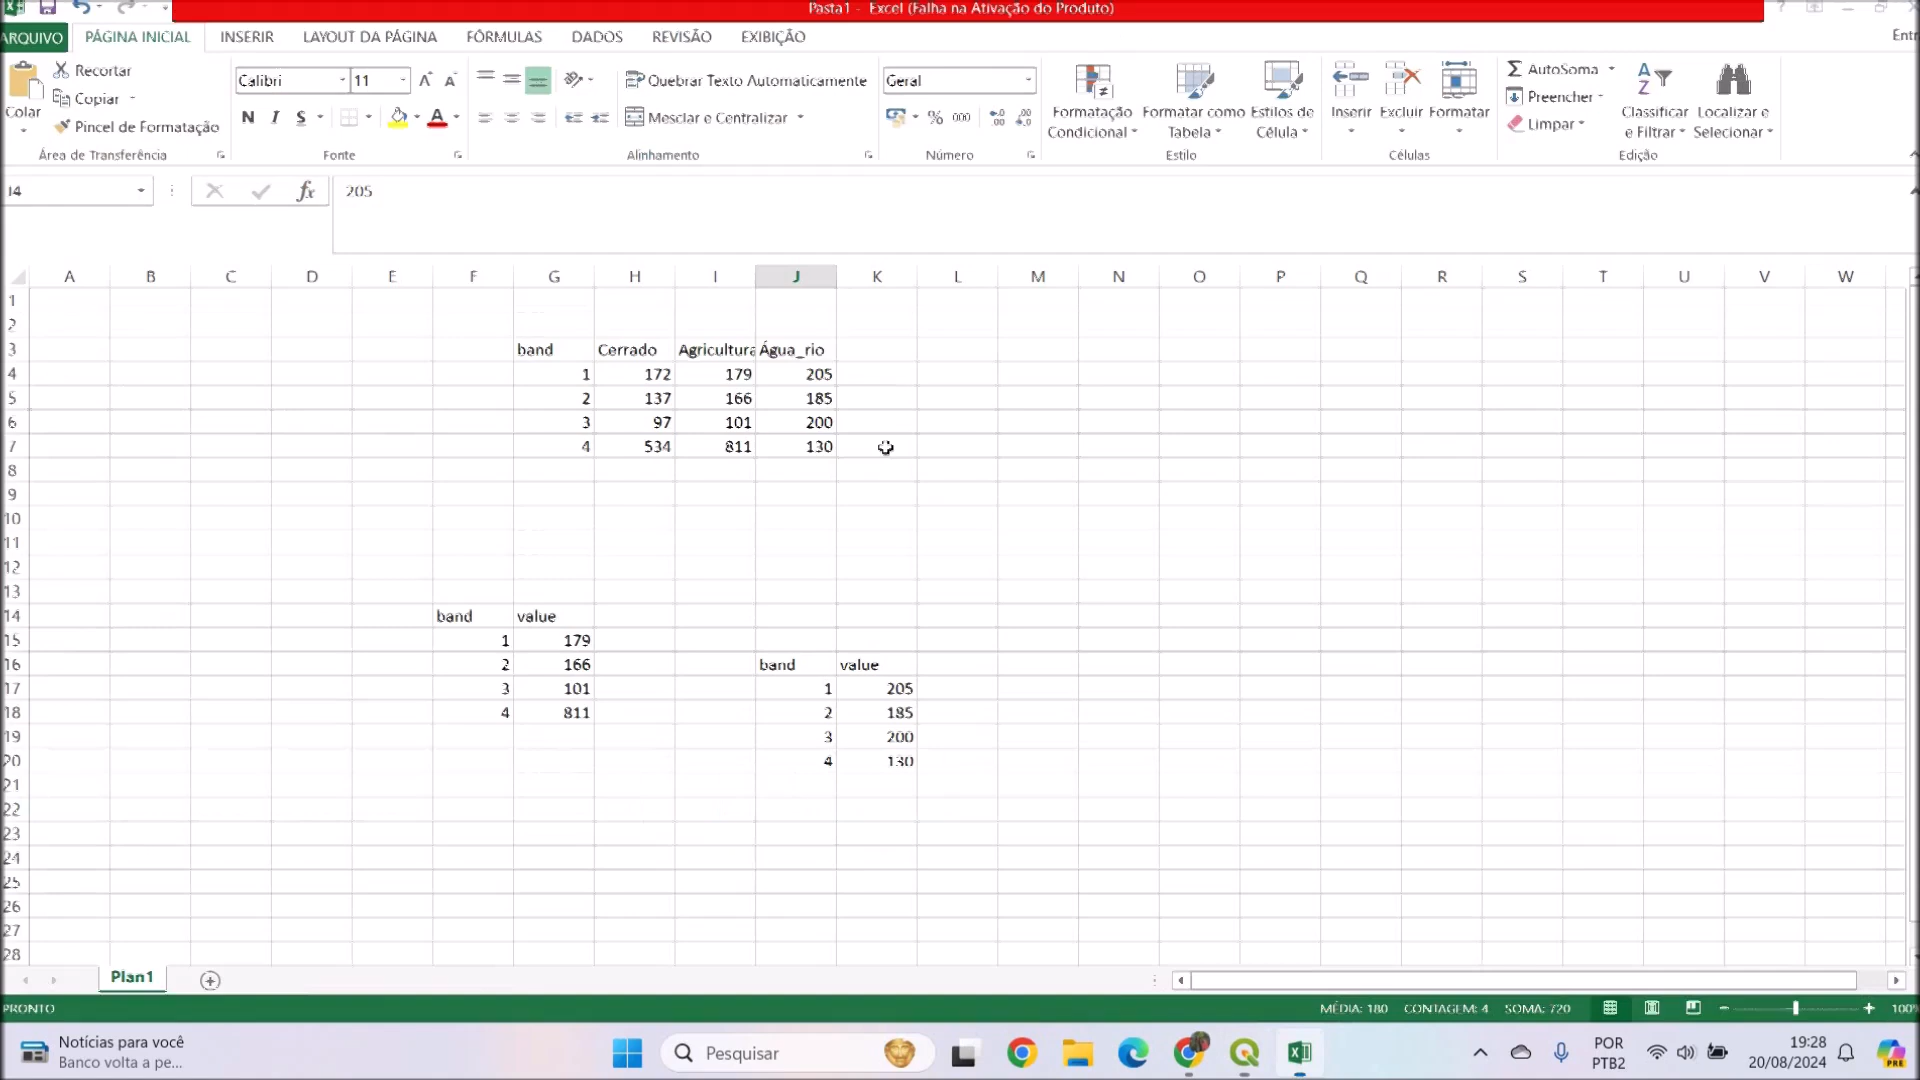 Pasta1 - Excel (Falha na Ativação do Produto)
ARQUIVO PÁGINA INICIAL INSERIR LAYOUT DA PÁGINA FÓRMULAS DADOS REVISÃO EXIBIÇÃO Entr
Colar
Recortar
Copiar
Pincel de Formatação
Área de Transferência
Calibri 11
N I S A
Fonte
Quebrar Texto Automaticamente
Mesclar e Centralizar
Alinhamento
Geral
% 000
Número
Formatação Condicional
Formatar como Tabela
Estilos de Célula
Estilo
Inserir Excluir Formatar
Células
AutoSoma
Preencher
Limpar
Classificar e Filtrar
Localizar e Selecionar
Edição
J4 fx 205
A B C D E F G H I J K L M N O P Q R S T U V W
1
2
3 band Cerrado Agricultura Água_rio
4 1 172 179 205
5 2 137 166 185
6 3 97 101 200
7 4 534 811 130
8
9
10
11
12
13
14 band value
15 1 179
16 2 166 band value
17 3 101 1 205
18 4 811 2 185
19 3 200
20 4 130
21
22
23
24
25
26
27
28
Plan1
PRONTO MÉDIA: 180 CONTAGEM: 4 SOMA: 720 100%
Notícias para você
Banco volta a pe...
Pesquisar
POR
PTB2
19:28
20/08/2024
PRE